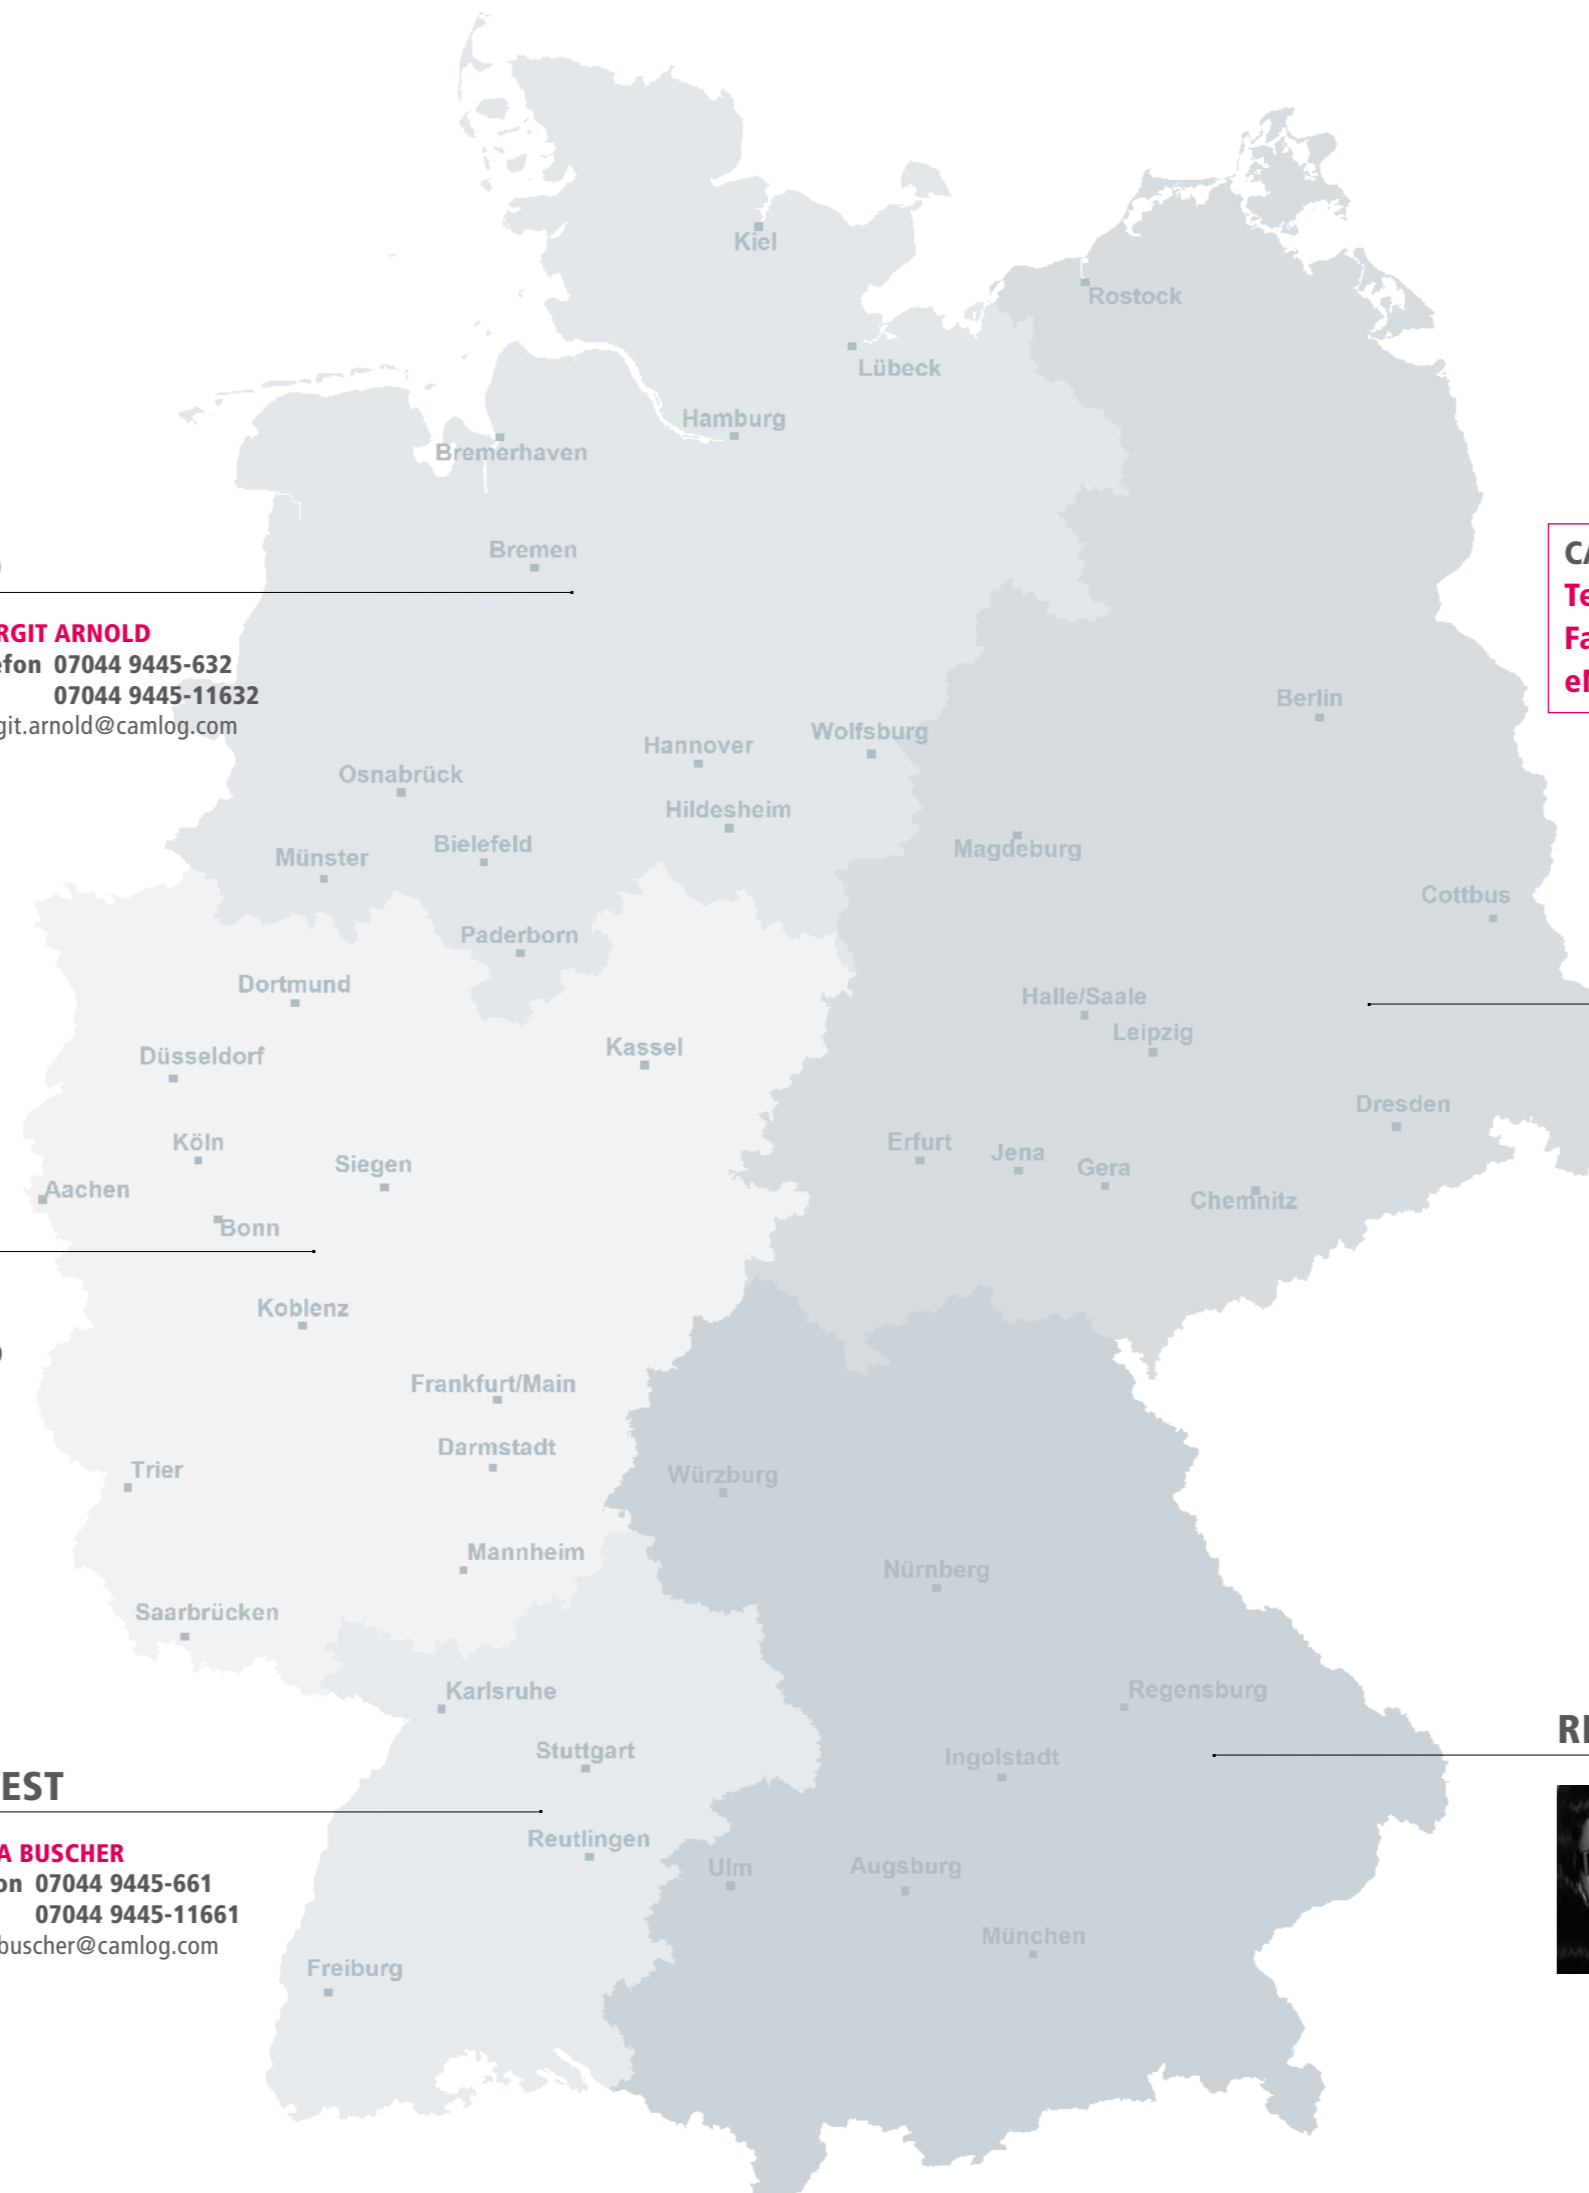 Kiel
Rostock
Lübeck
Hamburg
Bremerhaven
Bremen
D
RGIT ARNOLD
efon 07044 9445-632
07044 9445-11632
git.arnold@camlog.com
CA
Te
Fa
Berlin
Wolfsburg
Hannover
Osnabrück
Hildesheim
Bielefeld
Magdeburg
Münster
Cottbus
Paderborn
Dortmund
Halle/Saale
Leipzig
Kassel
Düsseldorf
Dresden
Köln
Erfurt
Jena
Siegen
Gera
Aachen
Chemnitz
Bonn
Koblenz
Frankfurt/Main
Darmstadt
Trier
Würzburg
Mannheim
Nürnberg
Saarbrücken
Karlsruhe
Regensburg
Stuttgart
Ingolstadt
EST
A BUSCHER
on 07044 9445-661
07044 9445-11661
buscher@camlog.com
Reutlingen
Ulm
Augsburg
München
Freiburg